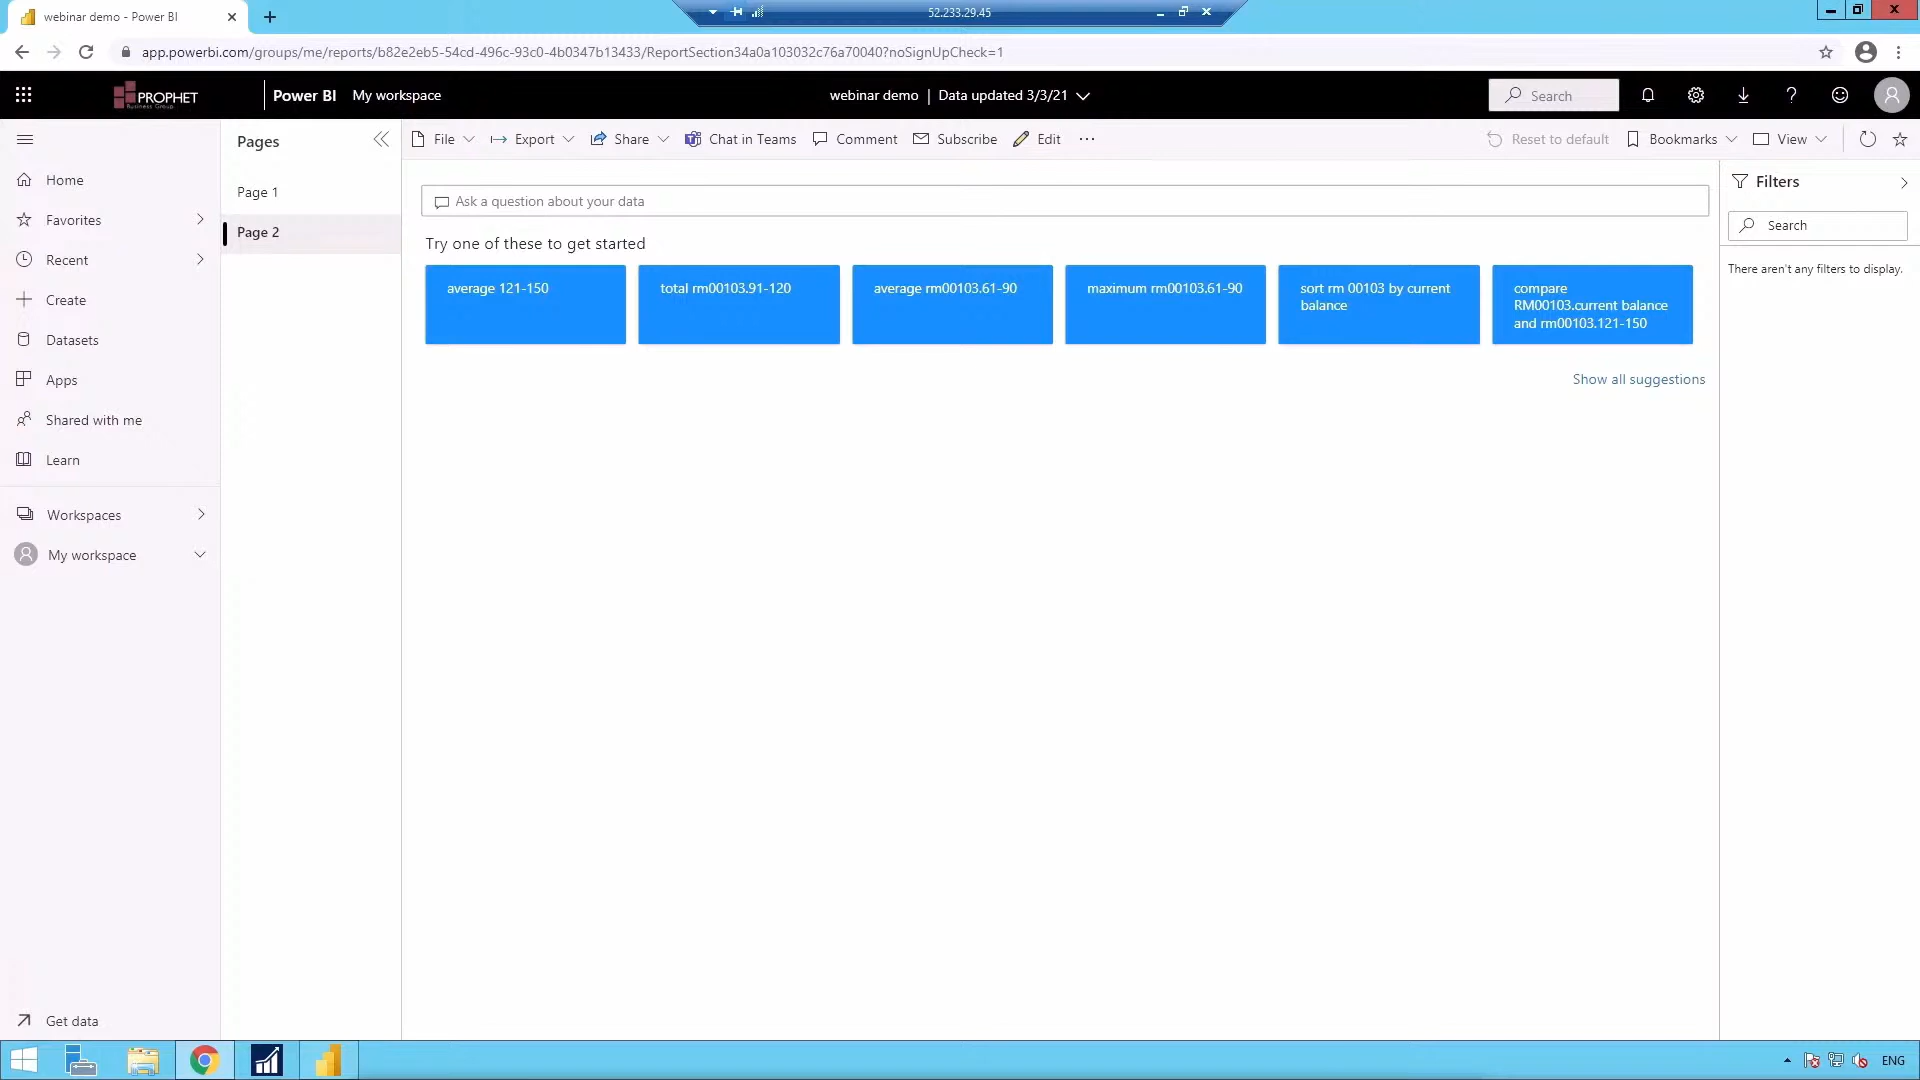 webinar demo - Power BI
52.233.29.45
app.powerbi.com/groups/me/reports/b82e2eb5-54cd-496c-93c0-4b0347b13433/ReportSection34a0a103032c76a70040?noSignUpCheck=1
PROPHET
Business Group
Power BI My workspace
webinar demo | Data updated 3/3/21
Search
Pages
File Export Share Chat in Teams Comment Subscribe Edit ...
Reset to default Bookmarks View
Home
Favorites
Recent
Create
Datasets
Apps
Shared with me
Learn
Workspaces
My workspace
Get data
Page 1
Page 2
Ask a question about your data
Try one of these to get started
average 121-150
total rm00103.91-120
average rm00103.61-90
maximum rm00103.61-90
sort rm 00103 by current
balance
compare
RM00103.current balance
and rm00103.121-150
Show all suggestions
Filters
Search
There aren't any filters to display.
ENG